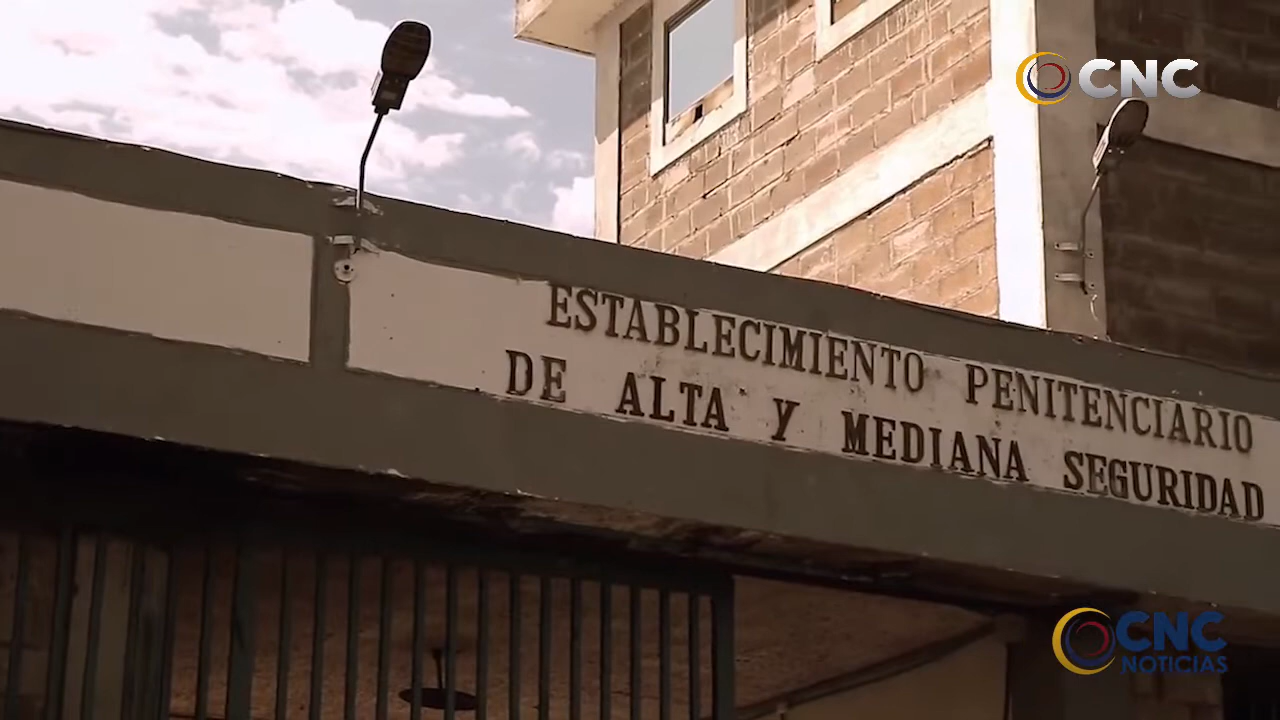 CNC
ESTABLECIMIENTO PENITENCIARIO
DE ALTA Y MEDIANA SEGURIDAD
CNC
NOTICIAS